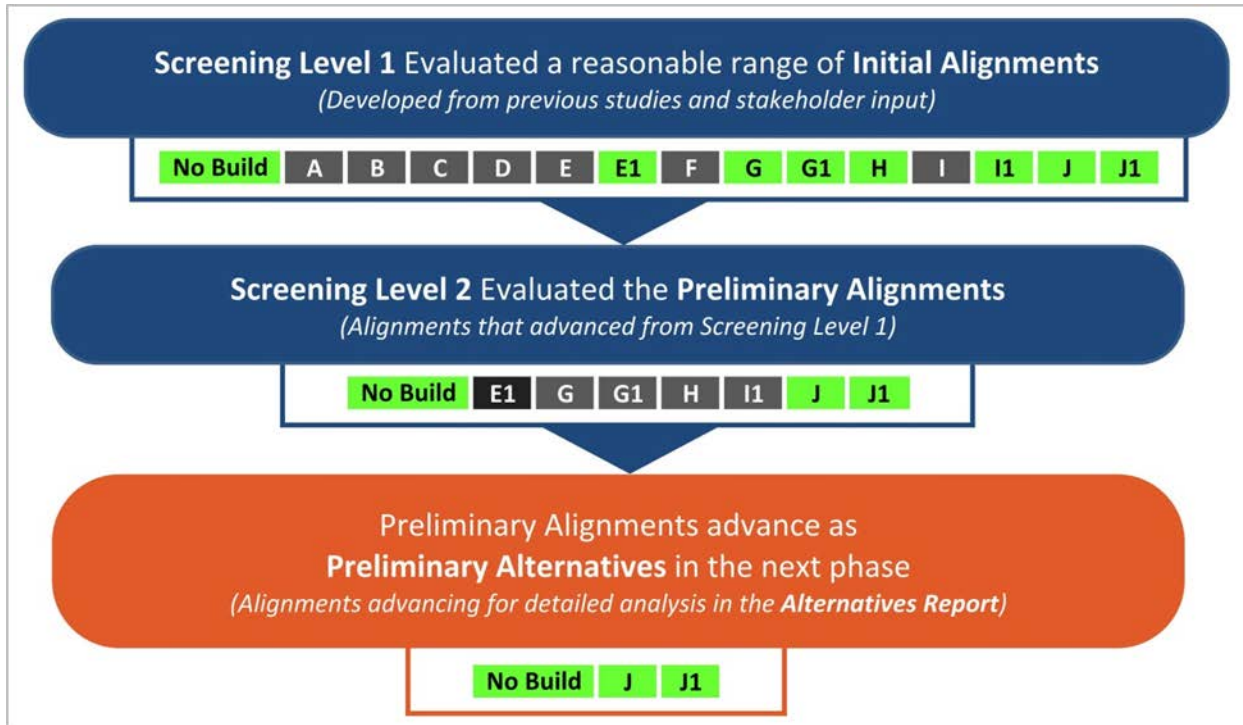 Screening Level 1 Evaluated a reasonable range of Initial Alignments
(Developed from previous studies and stakeholder input)
No Build A B C D E E1 F G G1 H I I1 J J1
Screening Level 2 Evaluated the Preliminary Alignments
(Alignments that advanced from Screening Level 1)
No Build E1 G G1 H I1 J J1
Preliminary Alignments advance as
Preliminary Alternatives in the next phase
(Alignments advancing for detailed analysis in the Alternatives Report)
No Build J J1